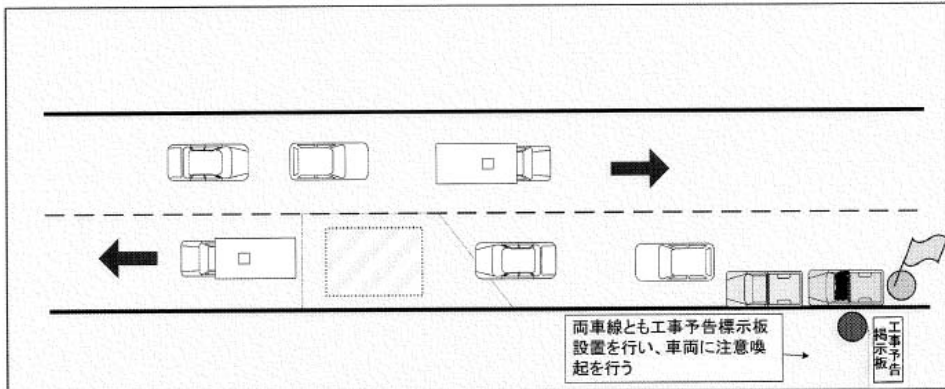 両車線とも工事予告標示板
設置を行い、車両に注意喚
起を行う
工事予告
掲示板